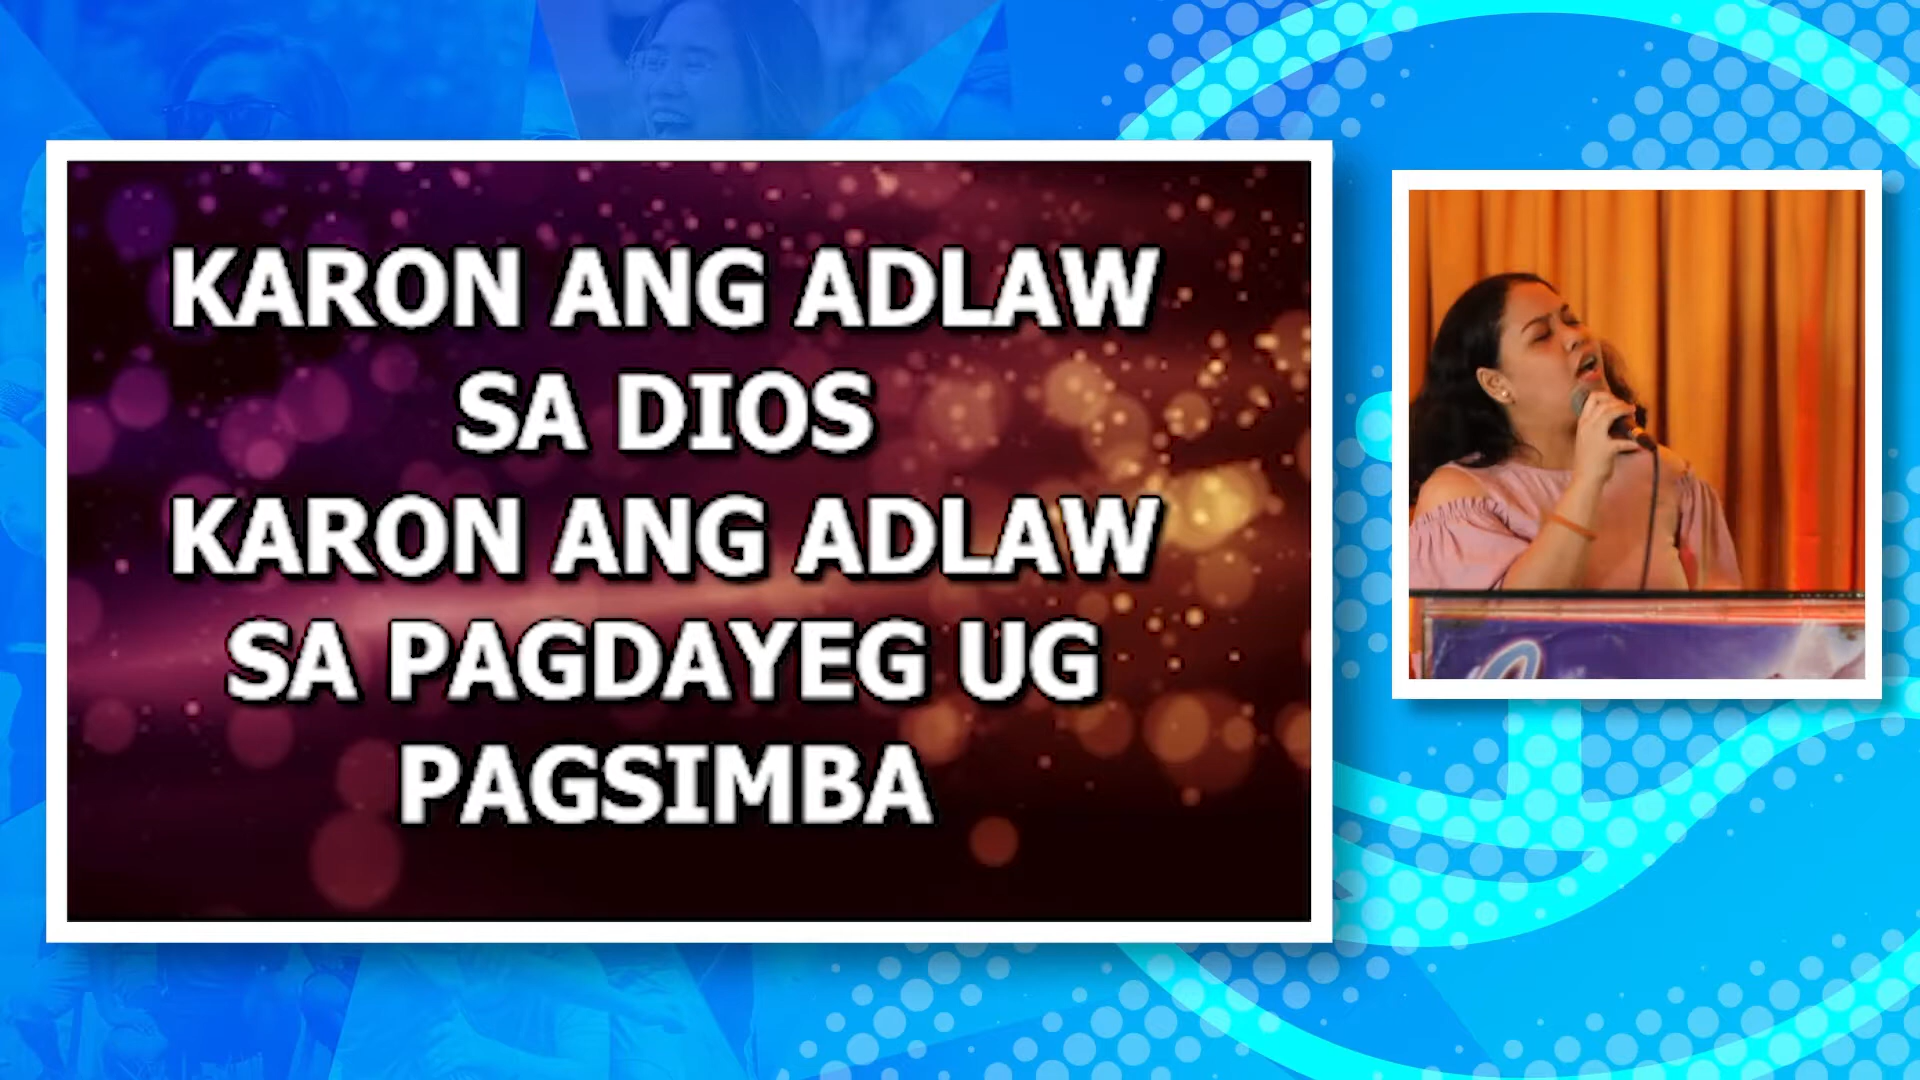 KARON ANG ADLAW
SA DIOS
KARON ANG ADLAW
SA PAGDAYEG UG
PAGSIMBA